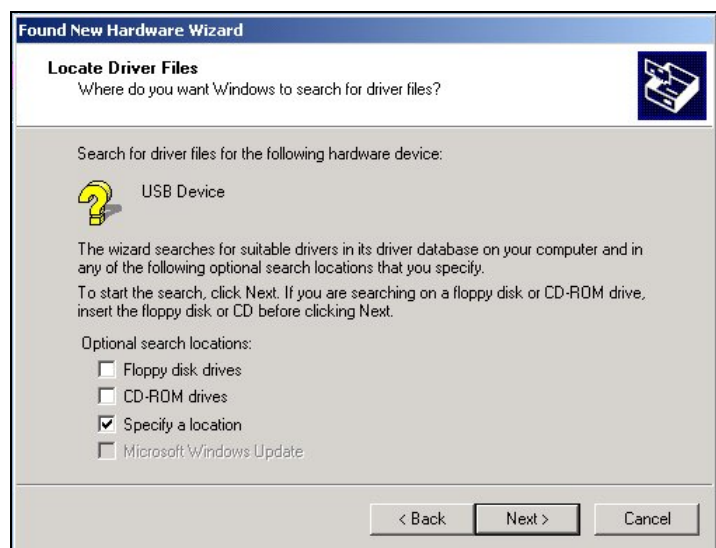 Found New Hardware Wizard
Locate Driver Files
Where do you want Windows to search for driver files?
Search for driver files for the following hardware device:
USB Device
The wizard searches for suitable drivers in its driver database on your computer and in
any of the following optional search locations that you specify.
To start the search, click Next. If you are searching on a floppy disk or CD-ROM drive,
insert the floppy disk or CD before clicking Next.
Optional search locations:
Floppy disk drives
CD-ROM drives
Specify a location
Microsoft Windows Update
< Back Next > Cancel